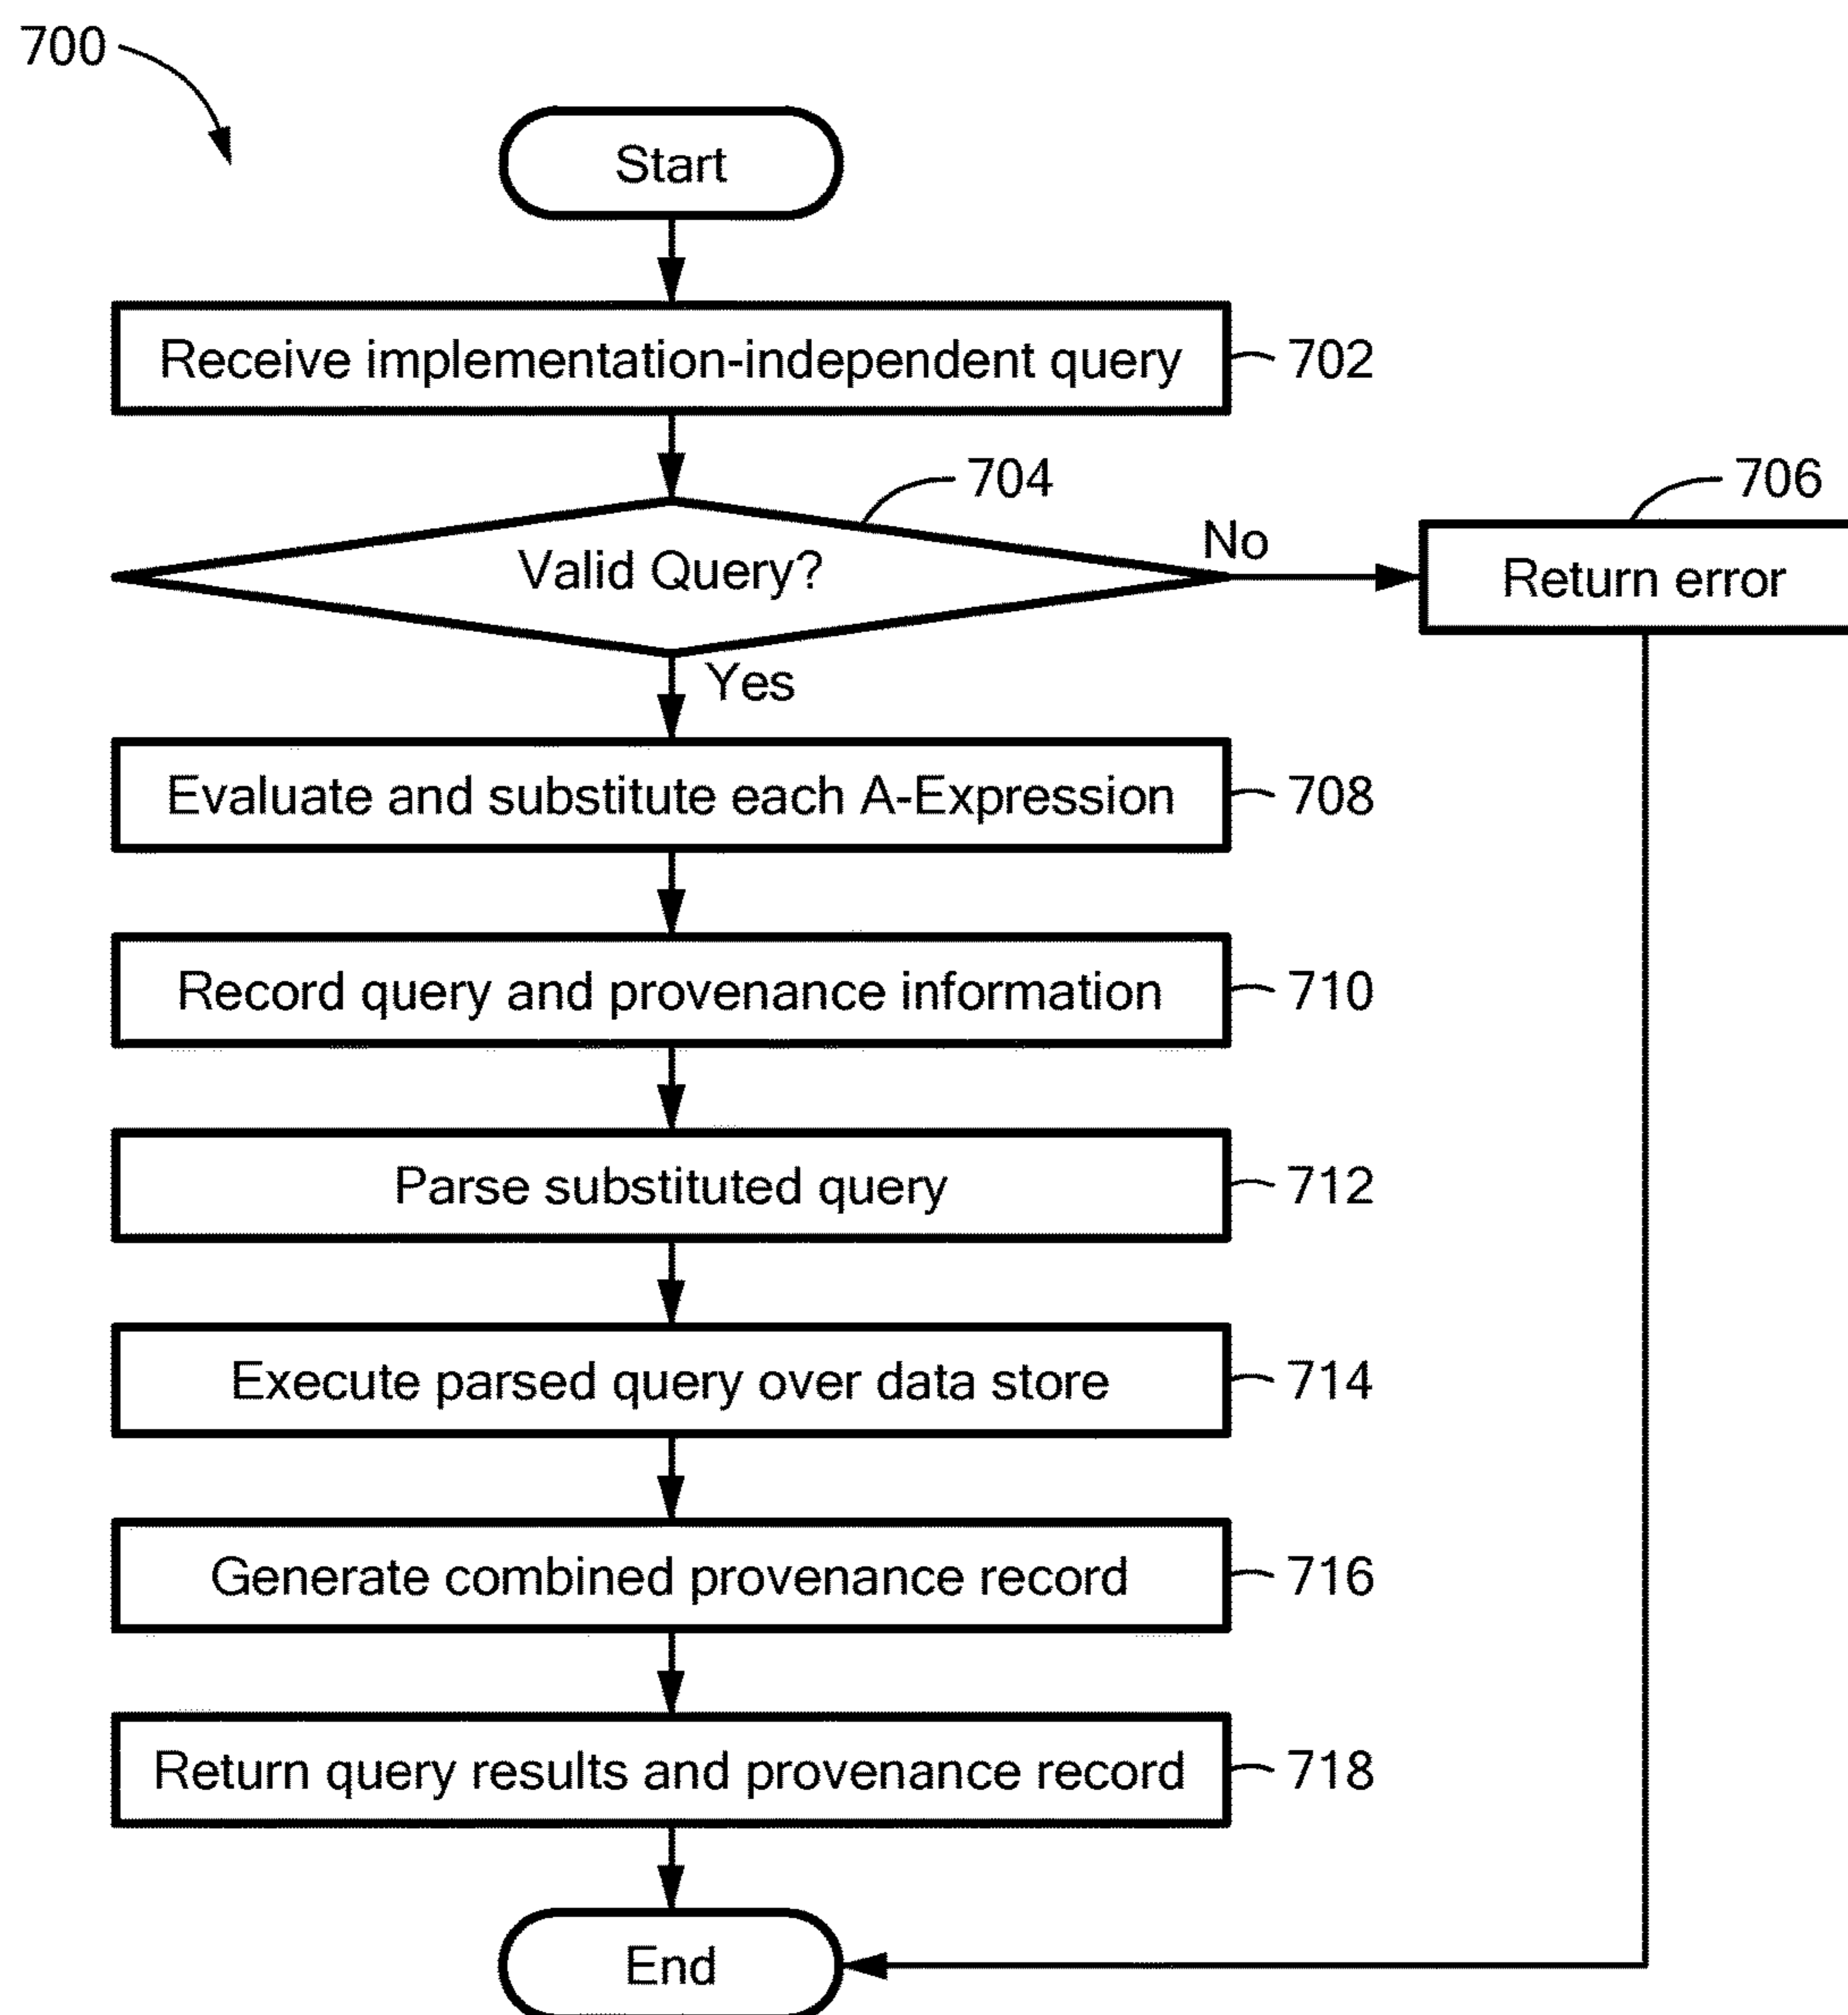 700
Start
Receive implementation-independent query
702
704
706
Valid Query?
No
Return error
Yes
Evaluate and substitute each A-Expression
708
Record query and provenance information
710
Parse substituted query
712
Execute parsed query over data store
714
Generate combined provenance record
716
Return query results and provenance record
718
End